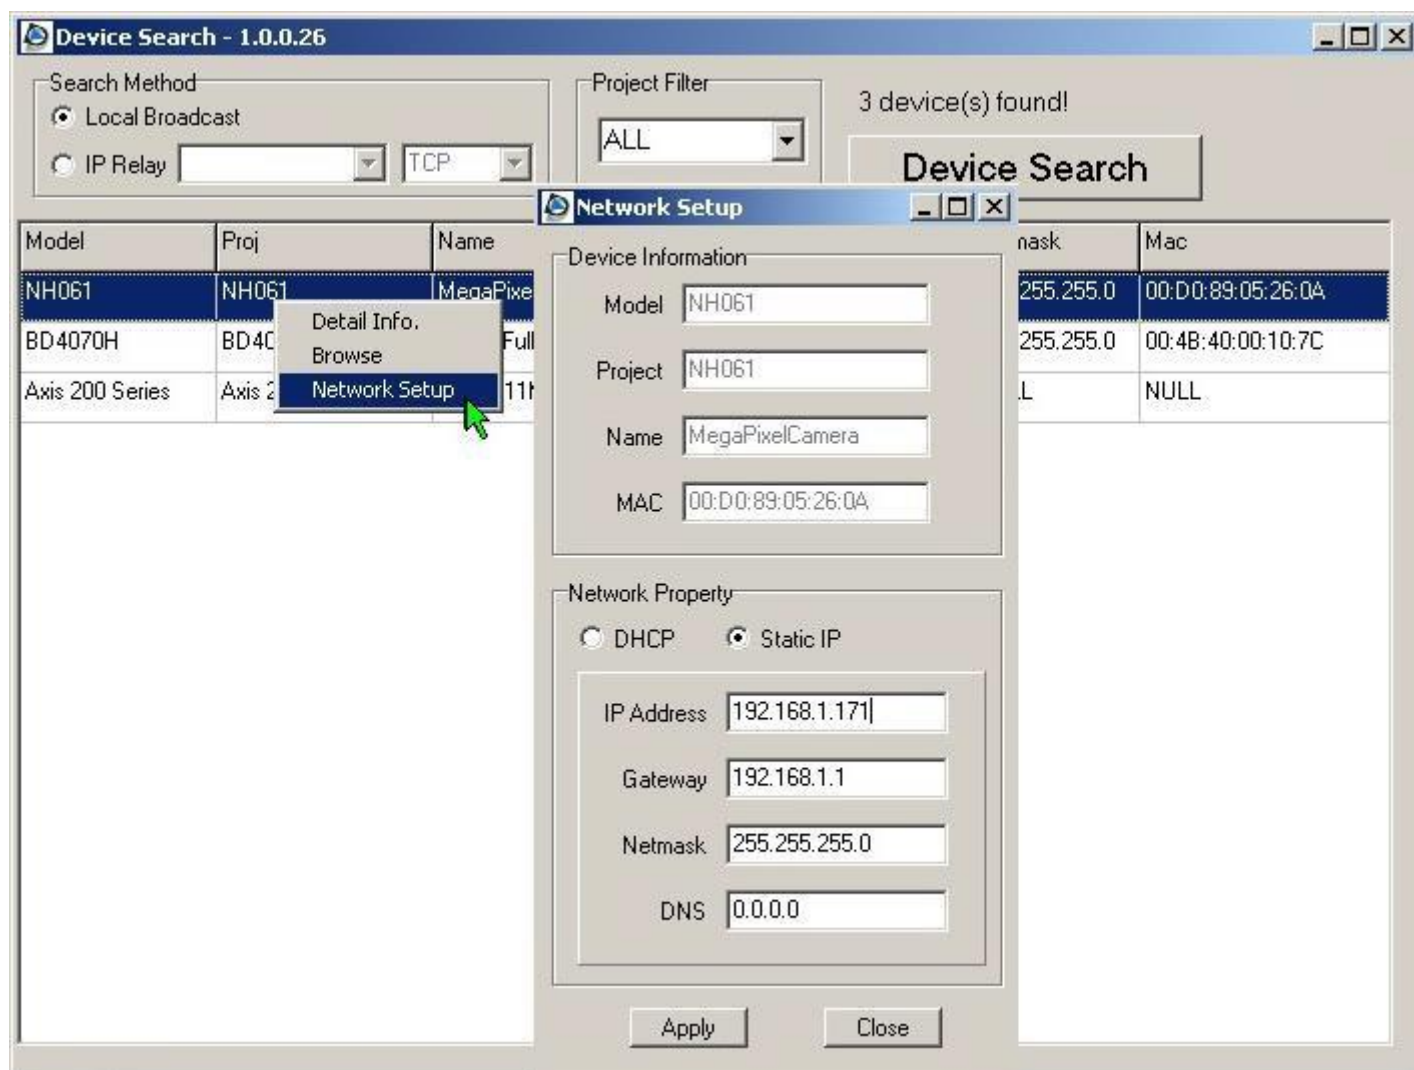 Device Search - 1.0.0.26
Search Method
Local Broadcast
IP Relay TCP
Project Filter
ALL
3 device(s) found!
Device Search
Model Proj Name mask Mac
NH061 NH061 MegaPixe 255.255.0 00:D0:89:05:26:0A
BD4070H BD40 Full 255.255.0 00:4B:40:00:10:7C
Axis 200 Series Axis 2 NULL
Detail Info.
Browse
Network Setup
Network Setup
Device Information
Model NH061
Project NH061
Name MegaPixelCamera
MAC 00:D0:89:05:26:0A
Network Property
DHCP Static IP
IP Address 192.168.1.171
Gateway 192.168.1.1
Netmask 255.255.255.0
DNS 0.0.0.0
Apply Close